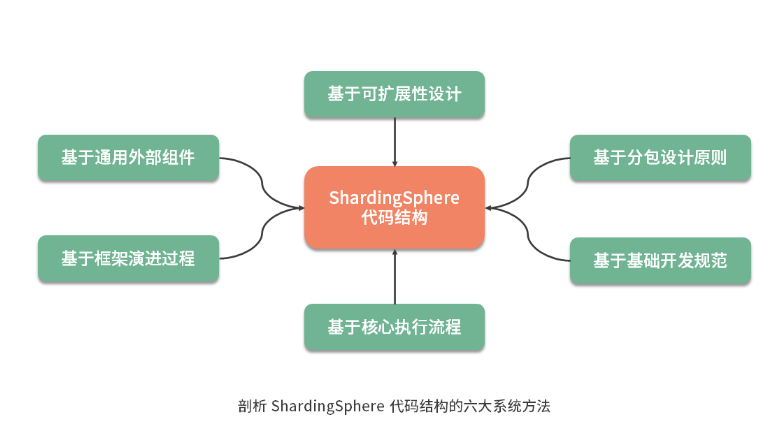 基于可扩展性设计
基于通用外部组件
基于分包设计原则
ShardingSphere
代码结构
基于框架演进过程
基于基础开发规范
基于核心执行流程
剖析 ShardingSphere 代码结构的六大系统方法